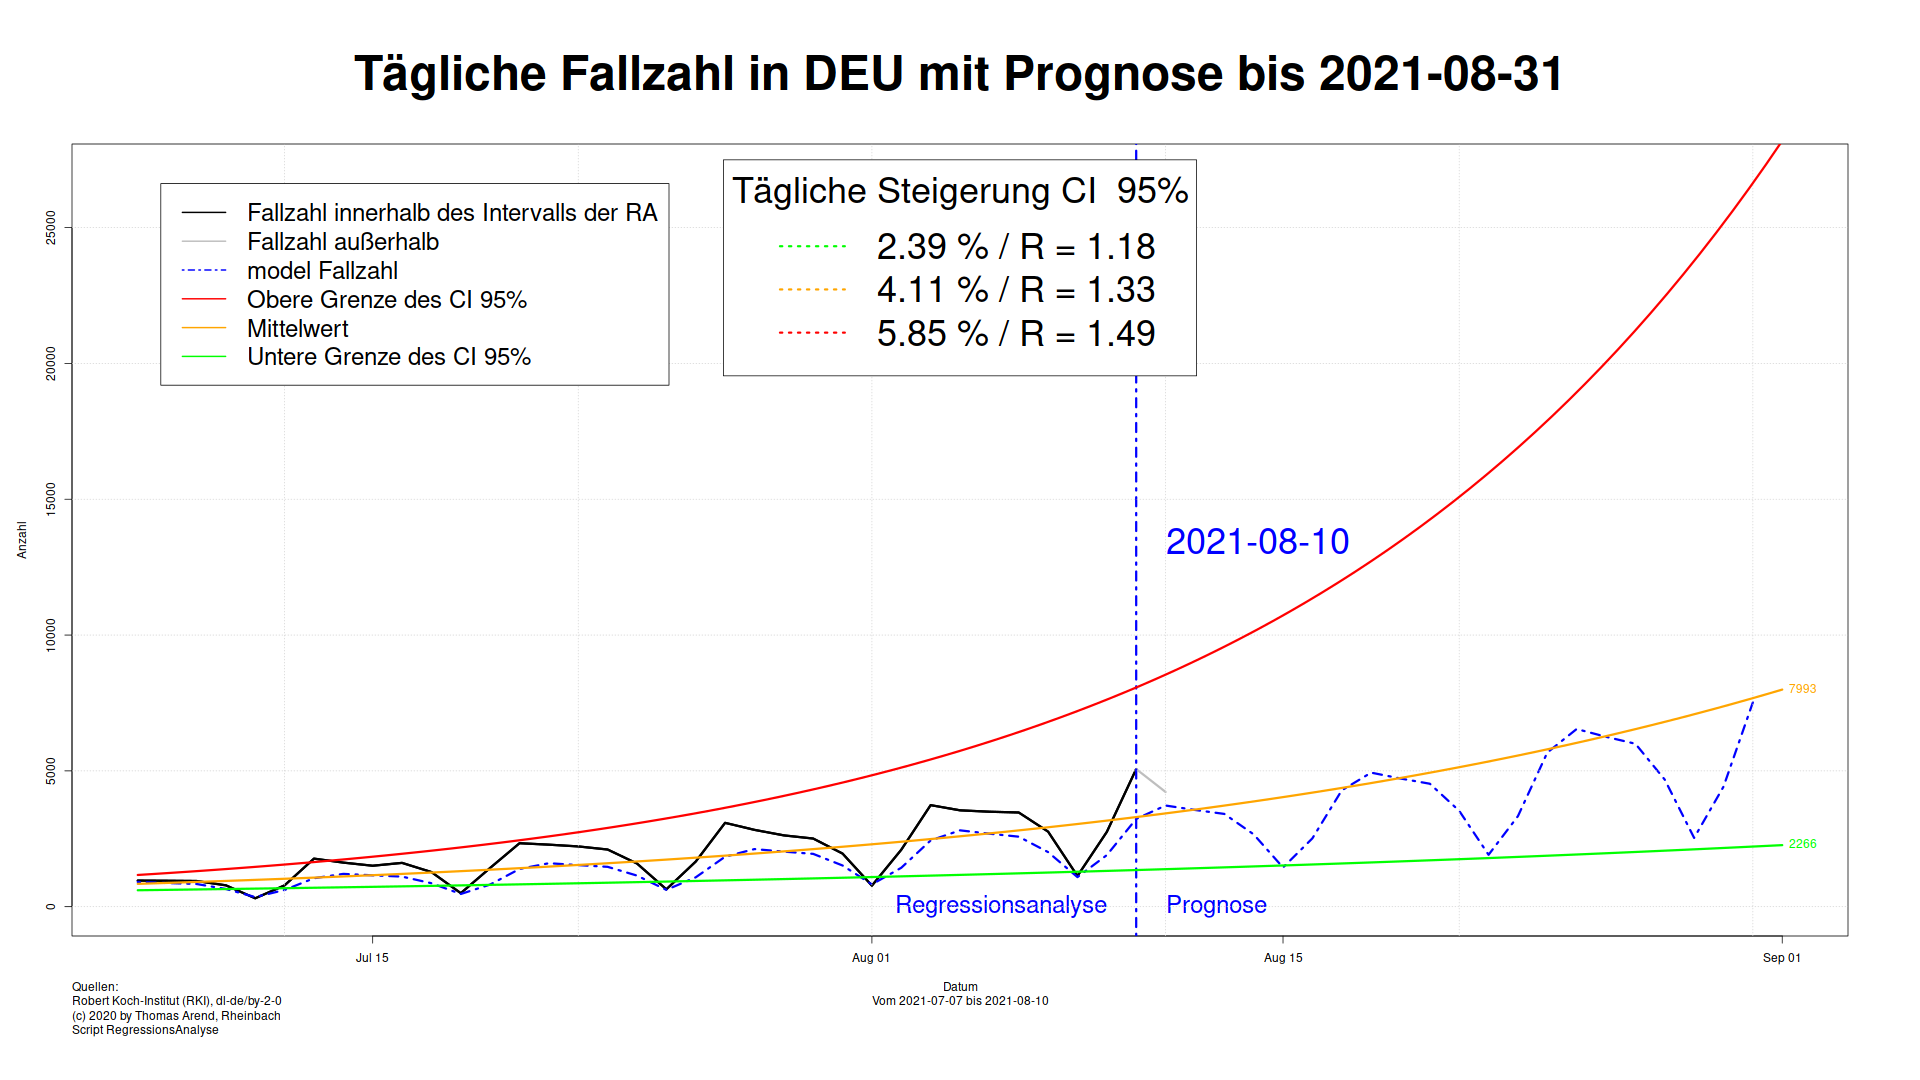 Tägliche Fallzahl in DEU mit Prognose bis 2021-08-31
Fallzahl innerhalb des Intervalls der RA
Fallzahl außerhalb
model Fallzahl
Obere Grenze des CI 95%
Mittelwert
Untere Grenze des CI 95%
Tägliche Steigerung CI  95%
2.39 % / R = 1.18
4.11 % / R = 1.33
5.85 % / R = 1.49
Anzahl
25000
20000
15000
10000
5000
0
2021-08-10
7993
2266
Regressionsanalyse
Prognose
Jul 15
Aug 01
Aug 15
Sep 01
Datum
Vom 2021-07-07 bis 2021-08-10
Quellen:
Robert Koch-Institut (RKI), dl-de/by-2-0
(c) 2020 by Thomas Arend, Rheinbach
Script RegressionsAnalyse